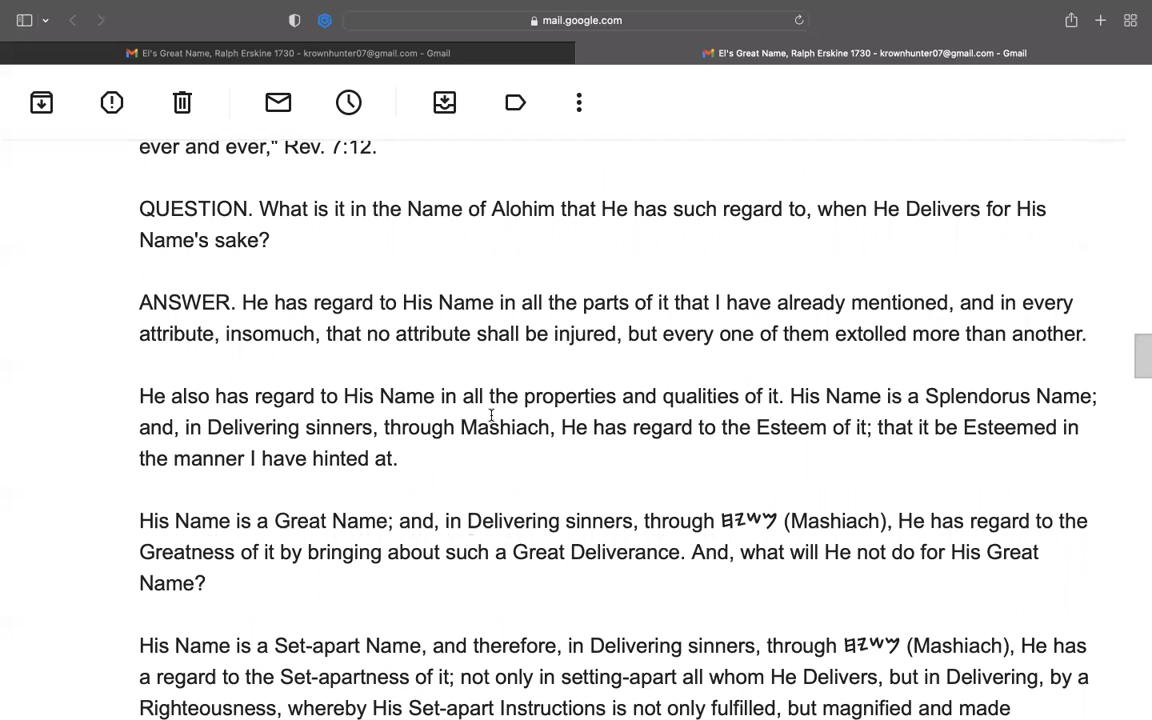 mail.google.com
El's Great Name, Ralph Erskine 1730 - krownhunter07@gmail.com - Gmail
El's Great Name, Ralph Erskine 1730 - krownhunter07@gmail.com - Gmail
ever and ever," Rev. 7:12.
QUESTION. What is it in the Name of Alohim that He has such regard to, when He Delivers for His
Name's sake?
ANSWER. He has regard to His Name in all the parts of it that I have already mentioned, and in every
attribute, insomuch, that no attribute shall be injured, but every one of them extolled more than another.
He also has regard to His Name in all the properties and qualities of it. His Name is a Splendorus Name;
and, in Delivering sinners, through Mashiach, He has regard to the Esteem of it; that it be Esteemed in
the manner I have hinted at.
His Name is a Great Name; and, in Delivering sinners, through 𐤇𐤉𐤔𐤌 (Mashiach), He has regard to the
Greatness of it by bringing about such a Great Deliverance. And, what will He not do for His Great
Name?
His Name is a Set-apart Name, and therefore, in Delivering sinners, through 𐤇𐤉𐤔𐤌 (Mashiach), He has
a regard to the Set-apartness of it; not only in setting-apart all whom He Delivers, but in Delivering, by a
Righteousness, whereby His Set-apart Instructions is not only fulfilled, but magnified and made